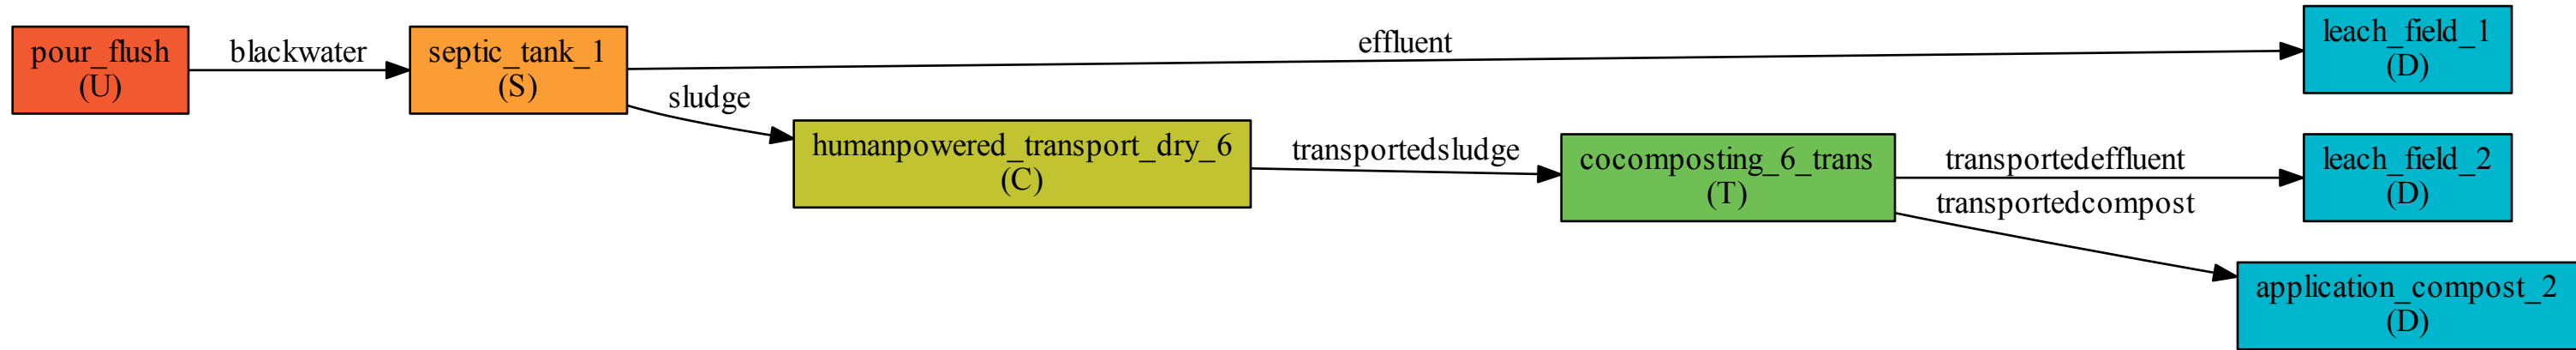 pour_flush
(U)
blackwater
septic_tank_1
(S)
effluent
leach_field_1
(D)
sludge
humanpowered_transport_dry_6
(C)
transportedsludge
cocomposting_6_trans
(T)
transportedeffluent
leach_field_2
(D)
transportedcompost
application_compost_2
(D)